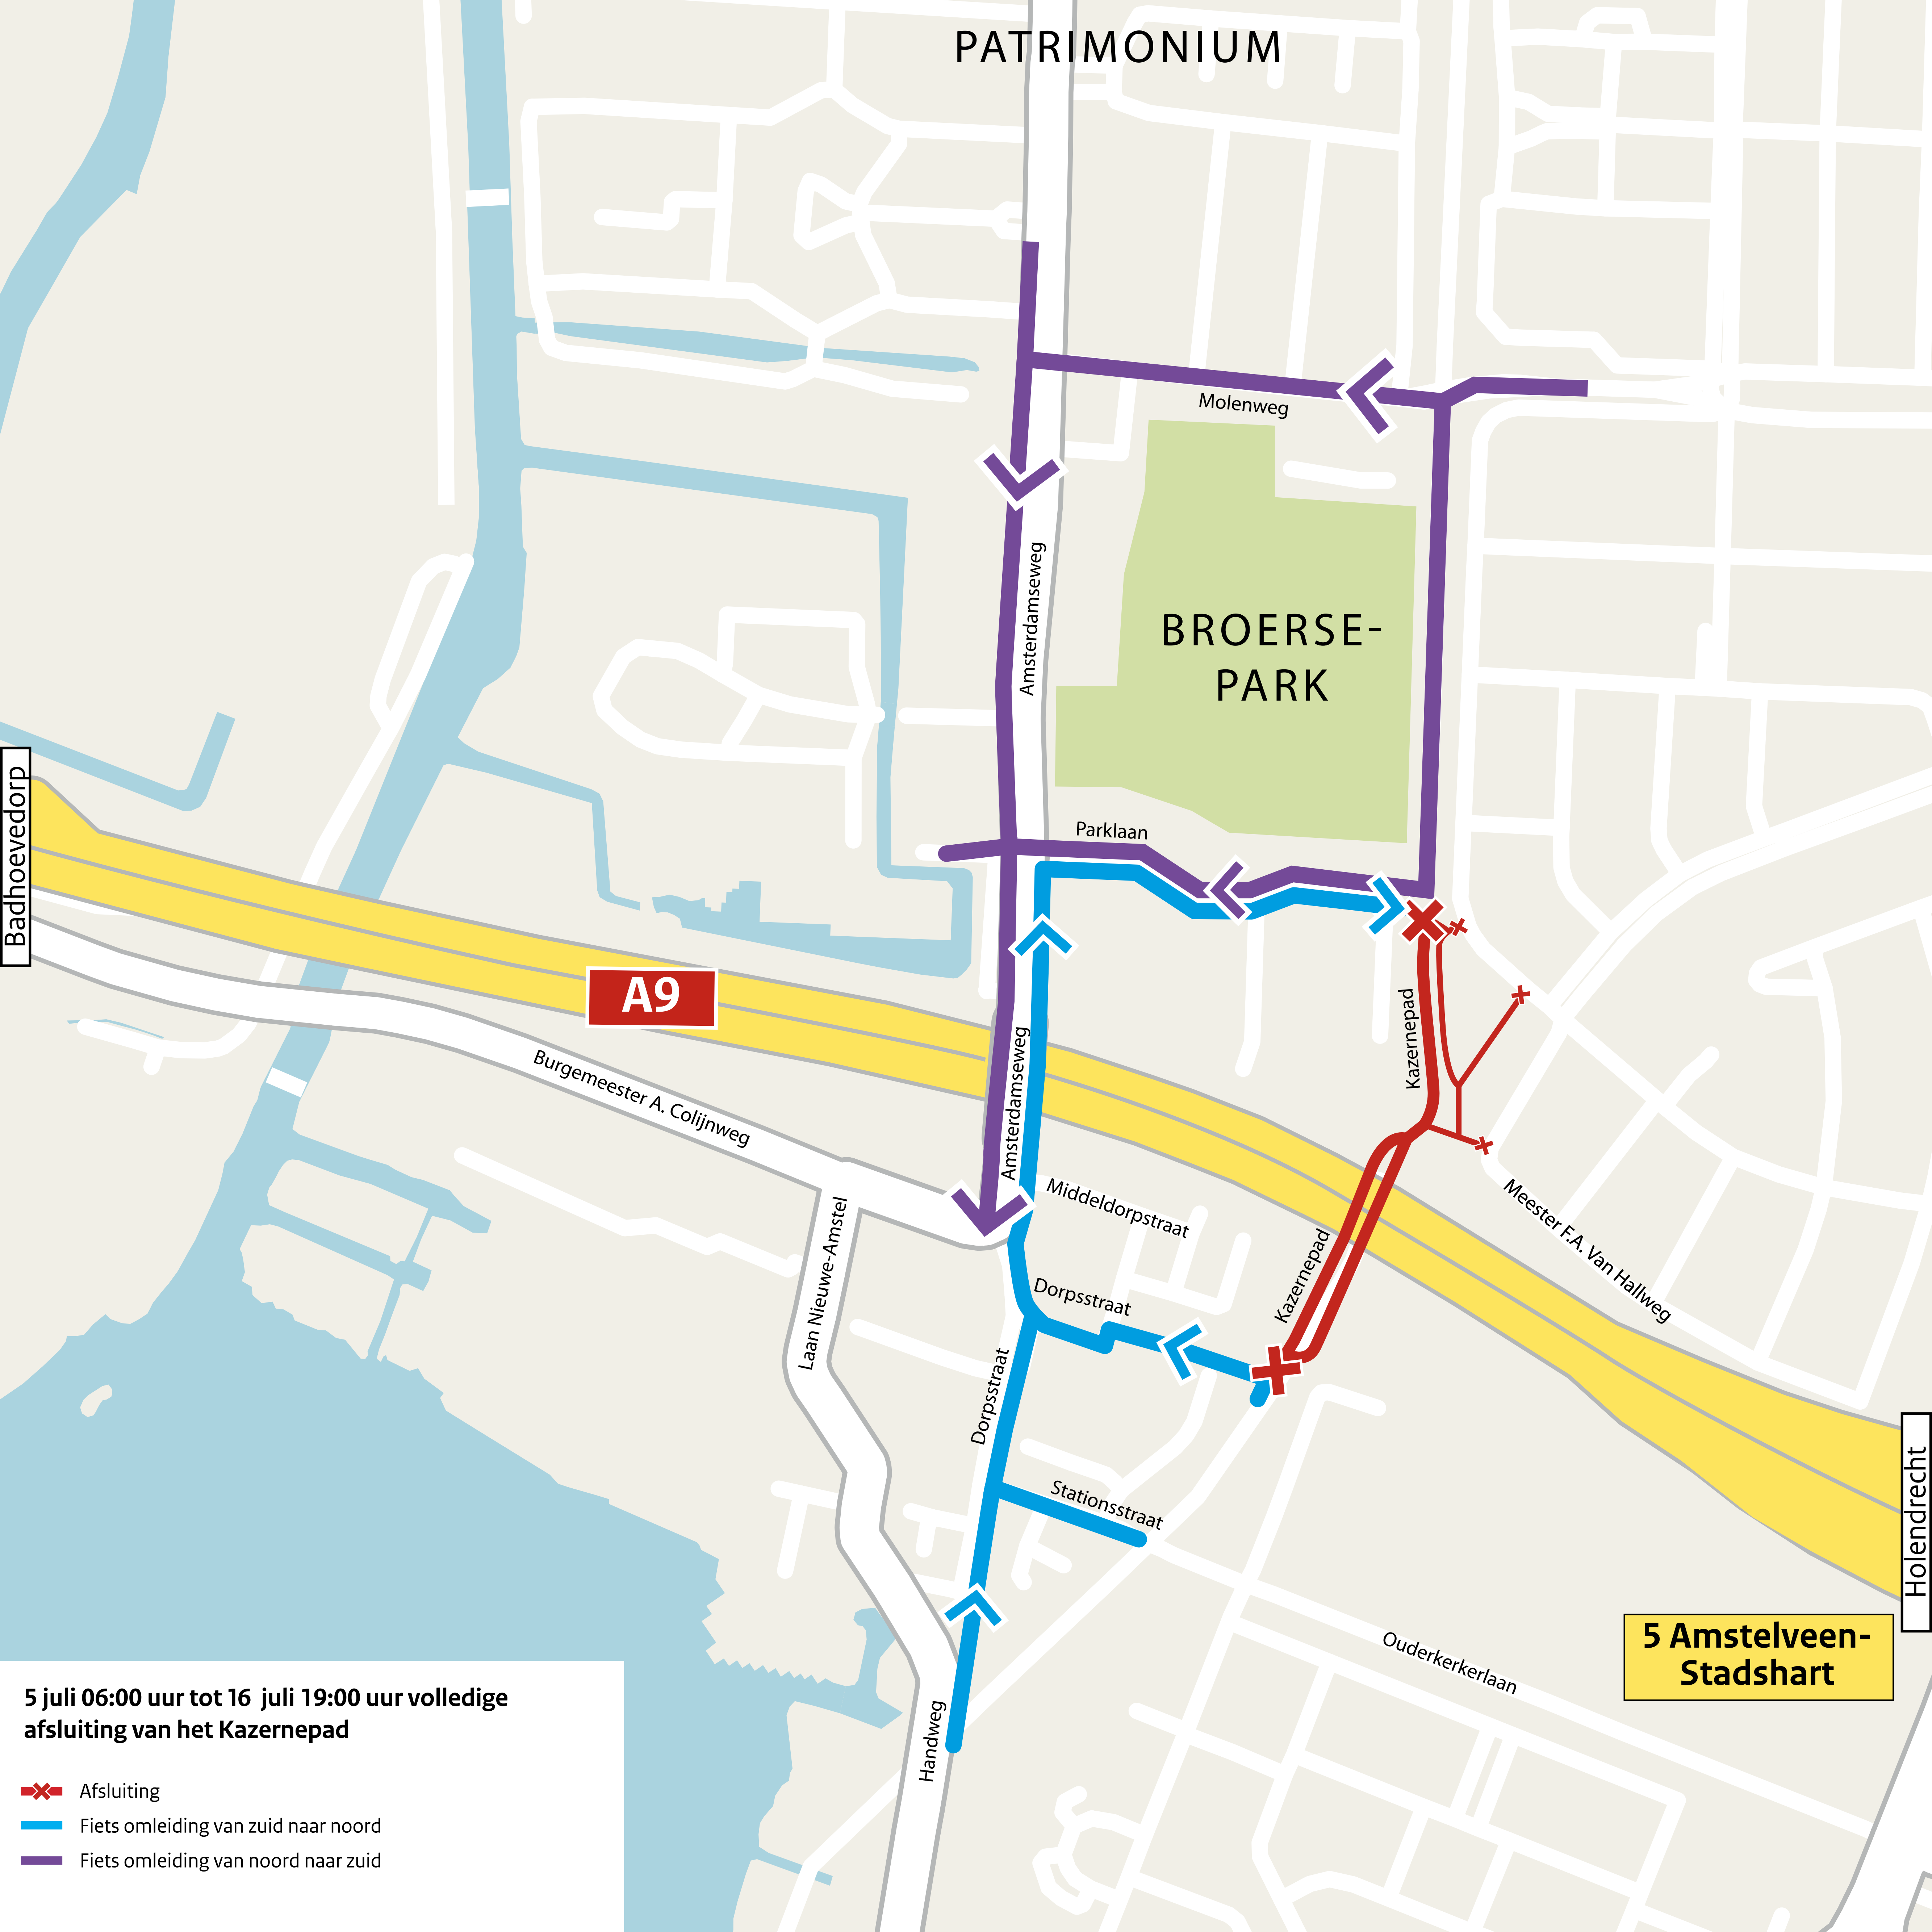 PATRIMONIUM
Molenweg
Amsterdamseweg
BROERSE-
PARK
Parklaan
Badhoevedorp
A9
Kazernepad
Amsterdamseweg
Burgemeester A. Colijnweg
Middeldorpstraat
Meester F.A. Van Hallweg
Laan Nieuwe-Amstel
Kazernepad
Dorpsstraat
Dorpsstraat
Stationsstraat
Holendrecht
Ouderkerkerlaan
5 Amstelveen-
Stadshart
Handweg
5 juli 06:00 uur tot 16 juli 19:00 uur volledige
afsluiting van het Kazernepad
Afsluiting
Fiets omleiding van zuid naar noord
Fiets omleiding van noord naar zuid